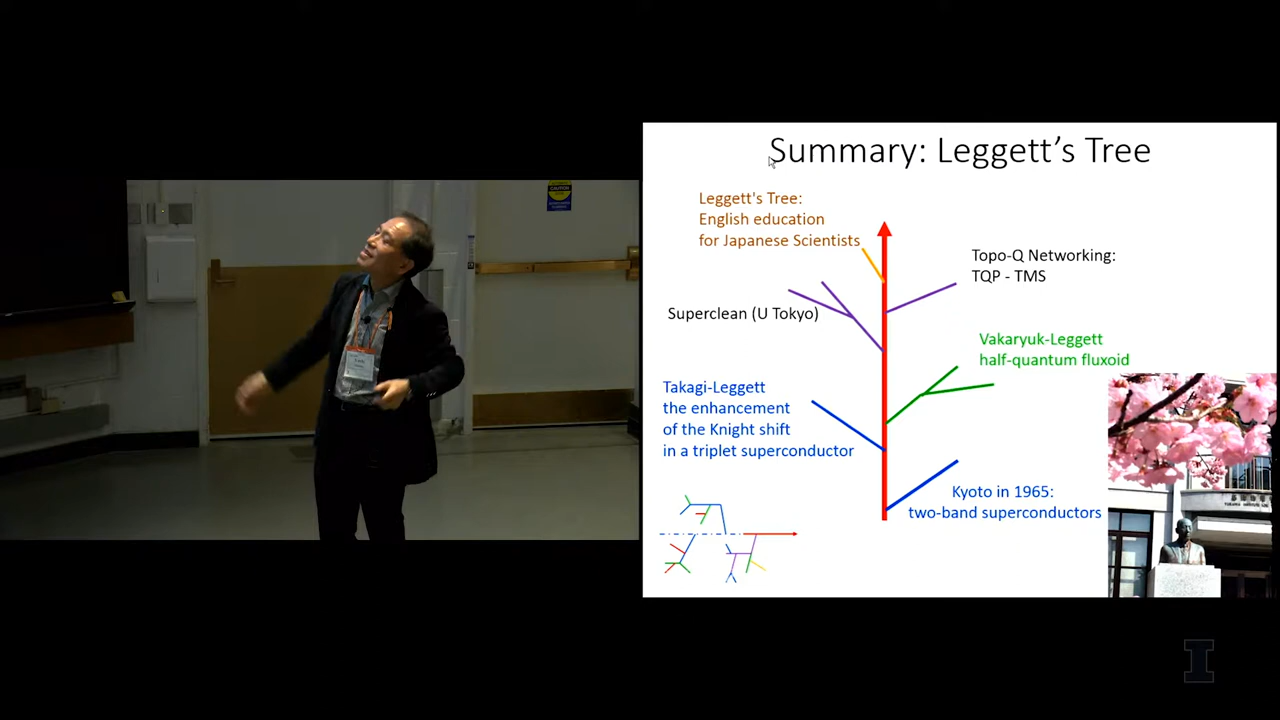 Summary: Leggett's Tree
Leggett's Tree:
English education
for Japanese Scientists
Topo-Q Networking:
TQP - TMS
Superclean (U Tokyo)
Vakaryuk-Leggett
half-quantum fluxoid
Takagi-Leggett
the enhancement
of the Knight shift
in a triplet superconductor
Kyoto in 1965:
two-band superconductors
CAUTION
I